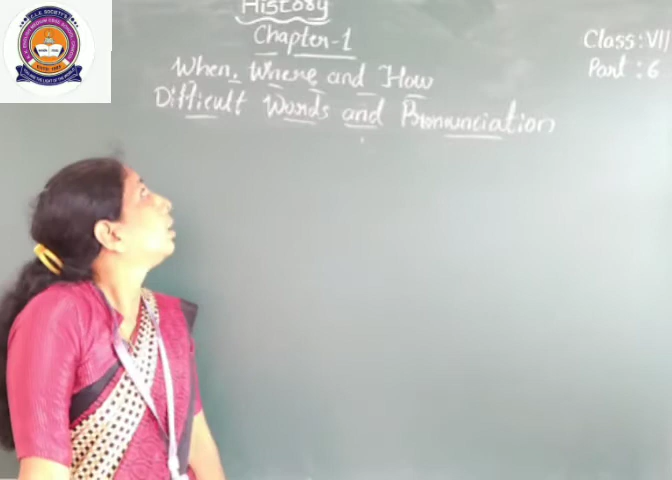 History
Chapter-1
When, Where and How
Difficult Words and Pronunciation
Class: VII
Part: 6